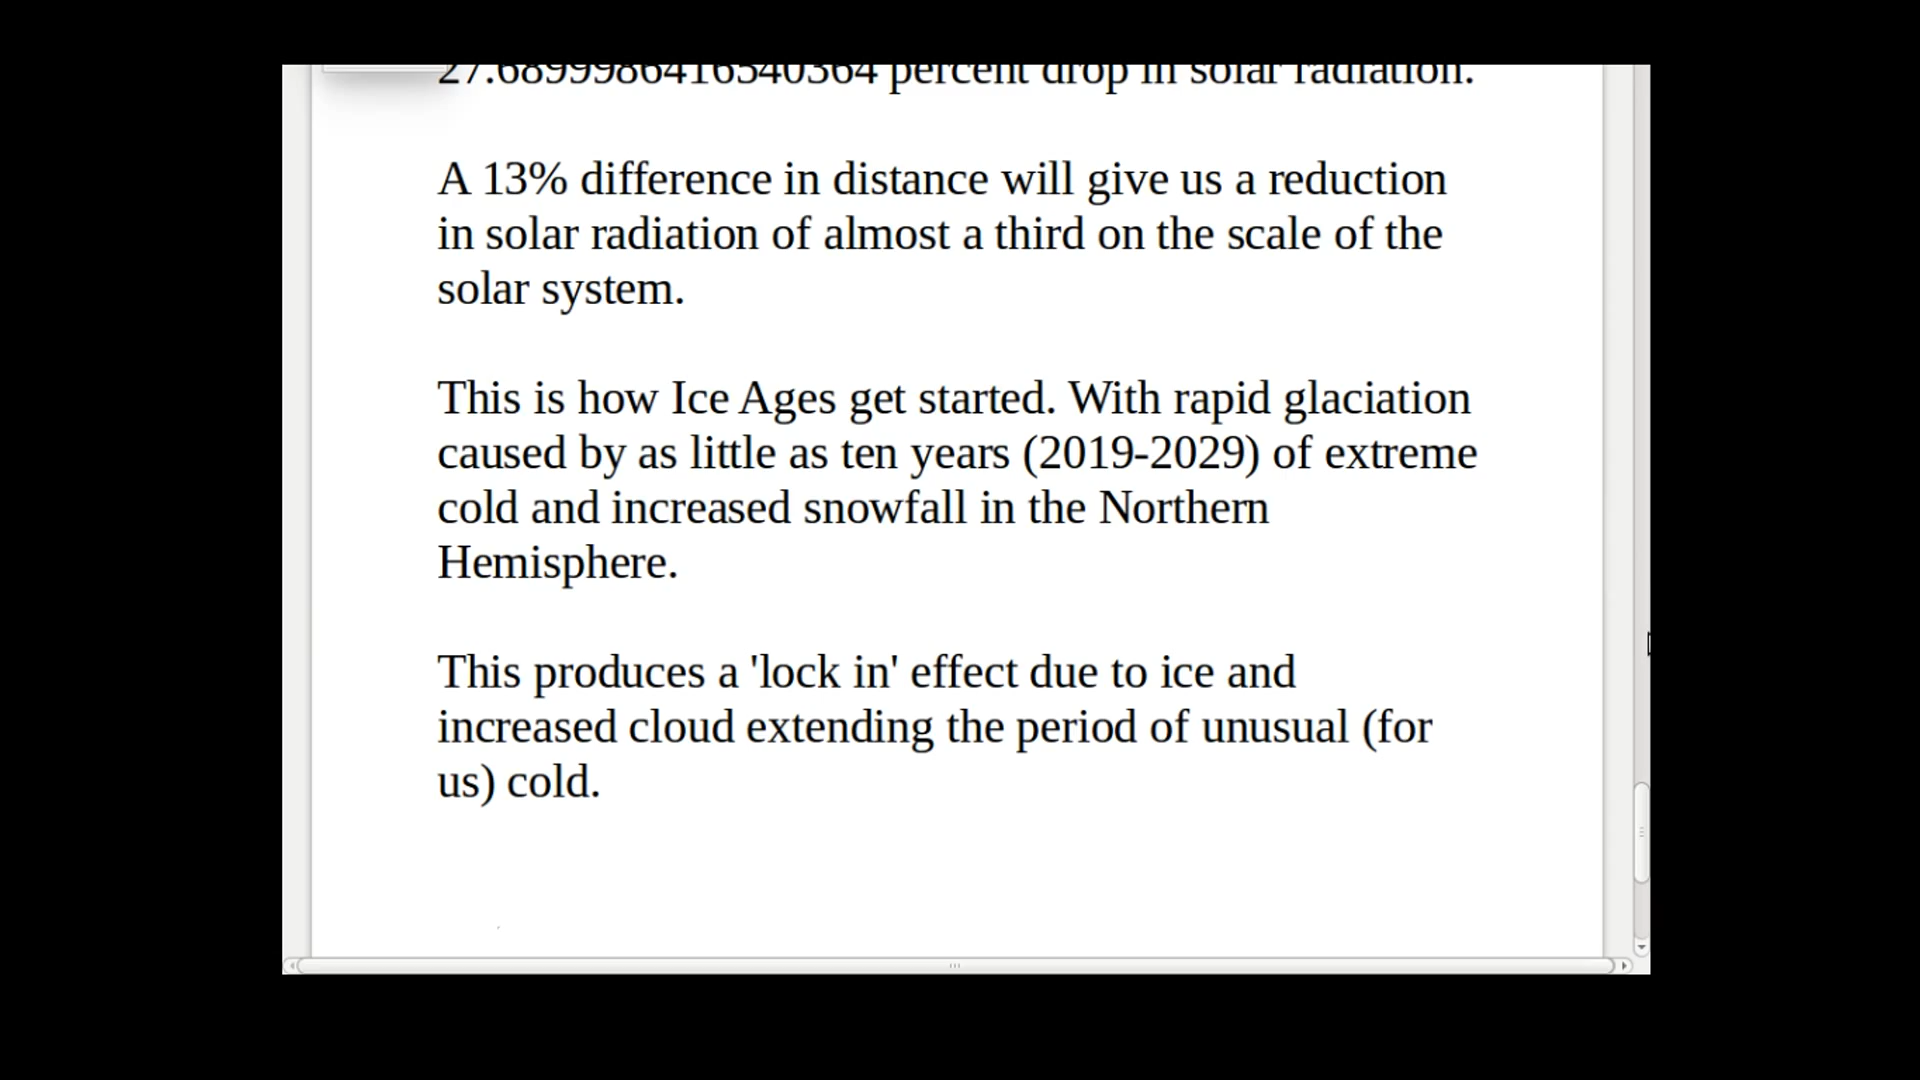 27.6899986416540364 percent drop in solar radiation.
A 13% difference in distance will give us a reduction
in solar radiation of almost a third on the scale of the
solar system.
This is how Ice Ages get started. With rapid glaciation
caused by as little as ten years (2019-2029) of extreme
cold and increased snowfall in the Northern
Hemisphere.
This produces a 'lock in' effect due to ice and
increased cloud extending the period of unusual (for
us) cold.